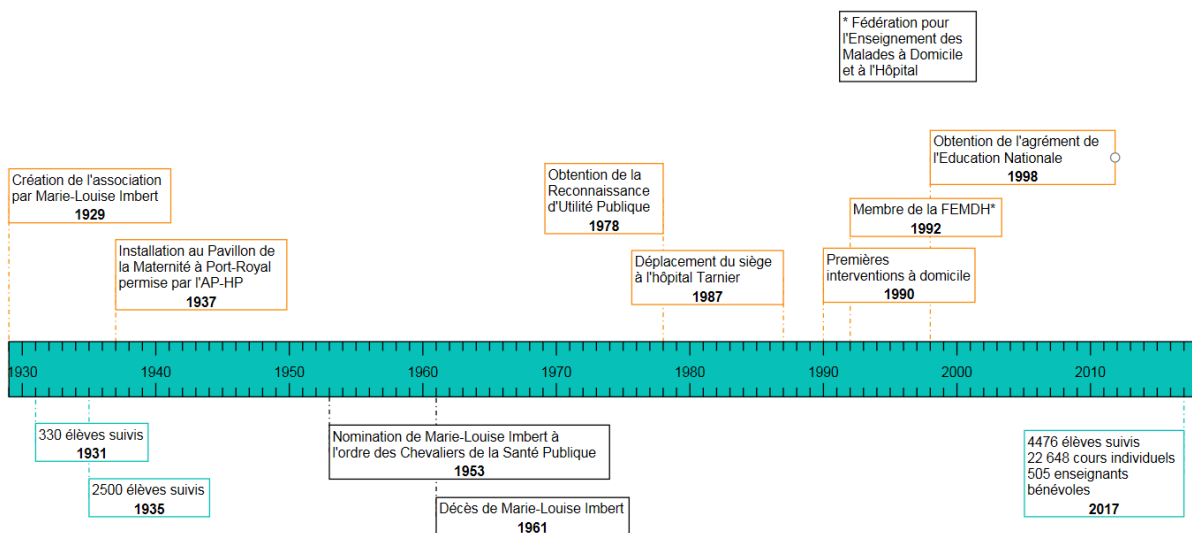 * Fédération pour
l'Enseignement des
Malades à Domicile
et à l'Hôpital
Obtention de l'agrément de
l'Education Nationale
1998
Création de l'association
par Marie-Louise Imbert
1929
Obtention de la
Reconnaissance
d'Utilité Publique
1978
Membre de la FEMDH*
1992
Installation au Pavillon de
la Maternité à Port-Royal
permise par l'AP-HP
1937
Déplacement du siège
à l'hôpital Tarnier
1987
Premières
interventions à domicile
1990
1930 1940 1950 1960 1970 1980 1990 2000 2010
330 élèves suivis
1931
2500 élèves suivis
1935
Nomination de Marie-Louise Imbert à
l'ordre des Chevaliers de la Santé Publique
1953
Décès de Marie-Louise Imbert
1961
4476 élèves suivis
22 648 cours individuels
505 enseignants
bénévoles
2017